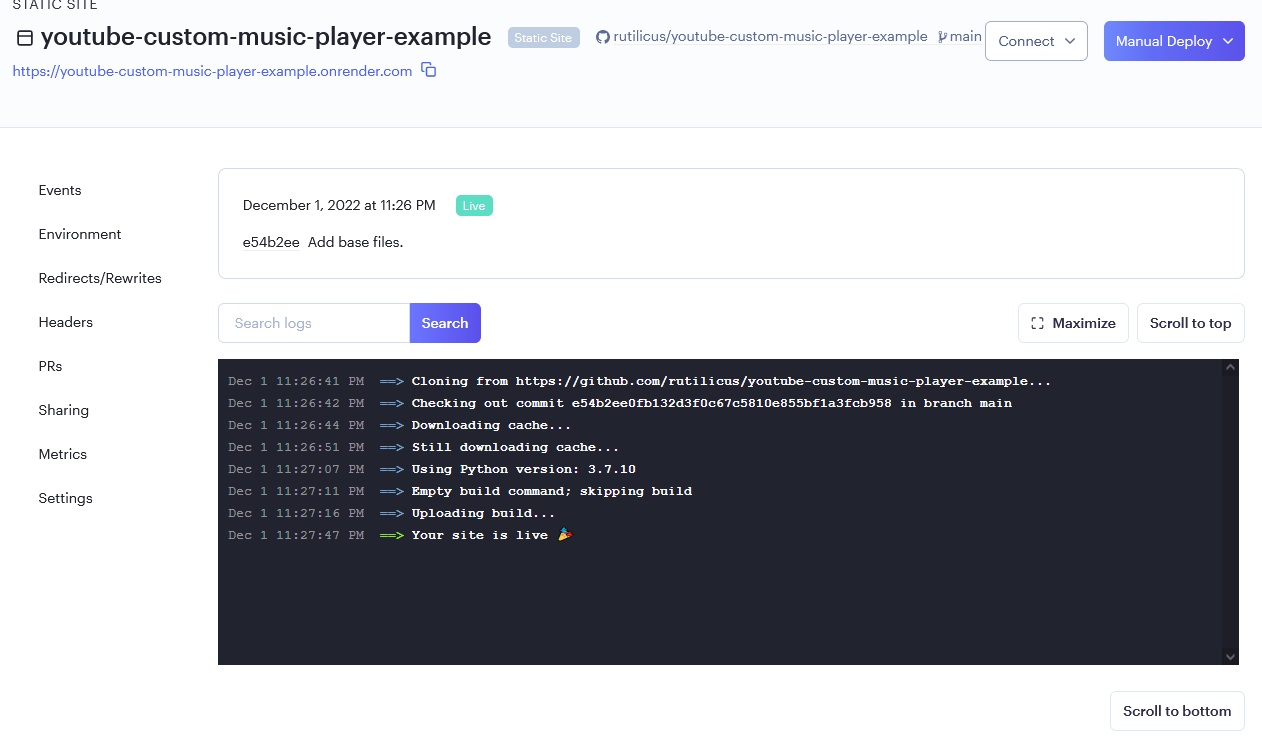 STATIC SITE
youtube-custom-music-player-example Static Site rutilicus/youtube-custom-music-player-example main Connect Manual Deploy
https://youtube-custom-music-player-example.onrender.com
Events
Environment
Redirects/Rewrites
Headers
PRs
Sharing
Metrics
Settings
December 1, 2022 at 11:26 PM Live
e54b2ee Add base files.
Search logs Search Maximize Scroll to top
Dec 1 11:26:41 PM ==> Cloning from https://github.com/rutilicus/youtube-custom-music-player-example...
Dec 1 11:26:42 PM ==> Checking out commit e54b2ee0fb132d3f0c67c5810e855bf1a3fcb958 in branch main
Dec 1 11:26:44 PM ==> Downloading cache...
Dec 1 11:26:51 PM ==> Still downloading cache...
Dec 1 11:27:07 PM ==> Using Python version: 3.7.10
Dec 1 11:27:11 PM ==> Empty build command; skipping build
Dec 1 11:27:16 PM ==> Uploading build...
Dec 1 11:27:47 PM ==> Your site is live 🎉
Scroll to bottom